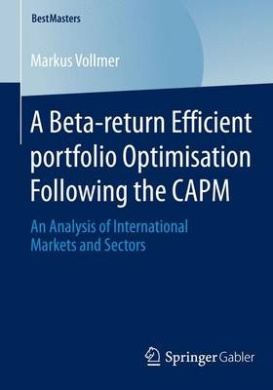 BestMasters
Markus Vollmer
A Beta-return Efficient
portfolio Optimisation
Following the CAPM
An Analysis of International
Markets and Sectors
Springer Gabler